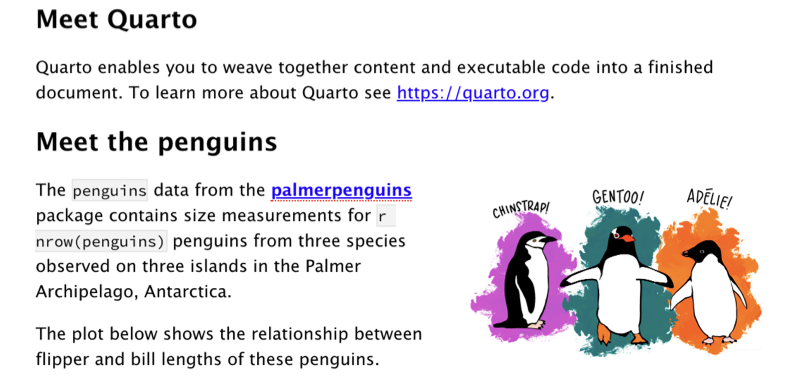 Meet Quarto
Quarto enables you to weave together content and executable code into a finished
document. To learn more about Quarto see https://quarto.org.
Meet the penguins
The penguins data from the palmerpenguins
package contains size measurements for r
nrow(penguins) penguins from three species
observed on three islands in the Palmer
Archipelago, Antarctica.
The plot below shows the relationship between
flipper and bill lengths of these penguins.
CHINSTRAP!
GENTOO!
ADÉLIE!